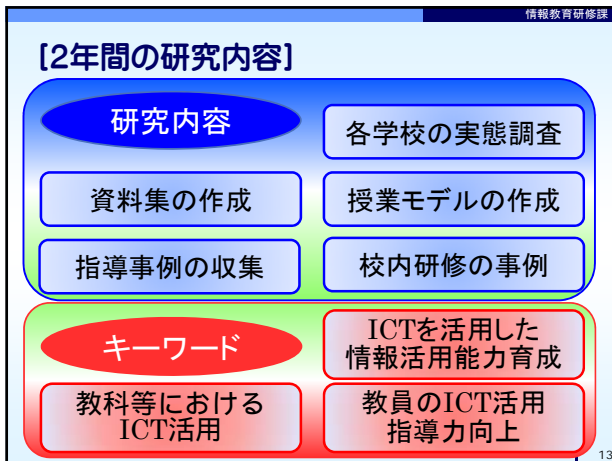 情報教育研修課
[2年間の研究内容]
研究内容
各学校の実態調査
資料集の作成
授業モデルの作成
指導事例の収集
校内研修の事例
キーワード
ICTを活用した
情報活用能力育成
教科等における
ICT活用
教員のICT活用
指導力向上
13